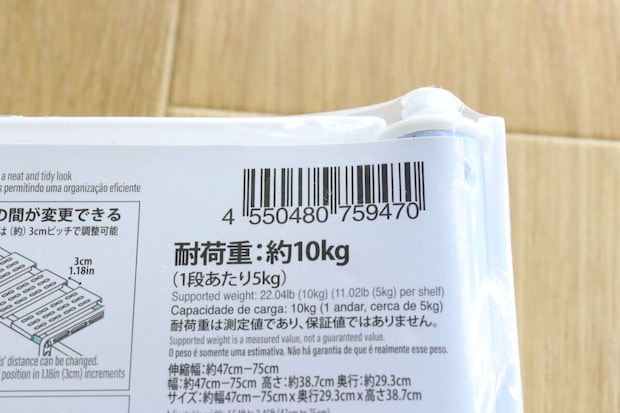 a neat and tidy look
permitindo uma organização eficiente
の間が変更できる
は(約)3cmピッチで調整可能
3cm
1.18in
distance can be changed.
position in 1.18in (3cm) increments
4 550480 759470
耐荷重:約10kg
(1段あたり5kg)
Supported weight: 22.04lb (10kg) (11.02lb (5kg) per shelf)
Capacidade de carga: 10kg (1 andar, cerca de 5kg)
耐荷重は測定値であり、保証値ではありません。
Supported weight is a measured value, not a guaranteed value.
O peso é somente uma estimativa. Não há garantia de que é realmente esse peso.
伸縮幅:約47cm−75cm
幅:約47cm−75cm 高さ:約38.7cm 奥行:約29.3cm
サイズ:約幅47cm−75cm×奥行29.3cm×高さ38.7cm